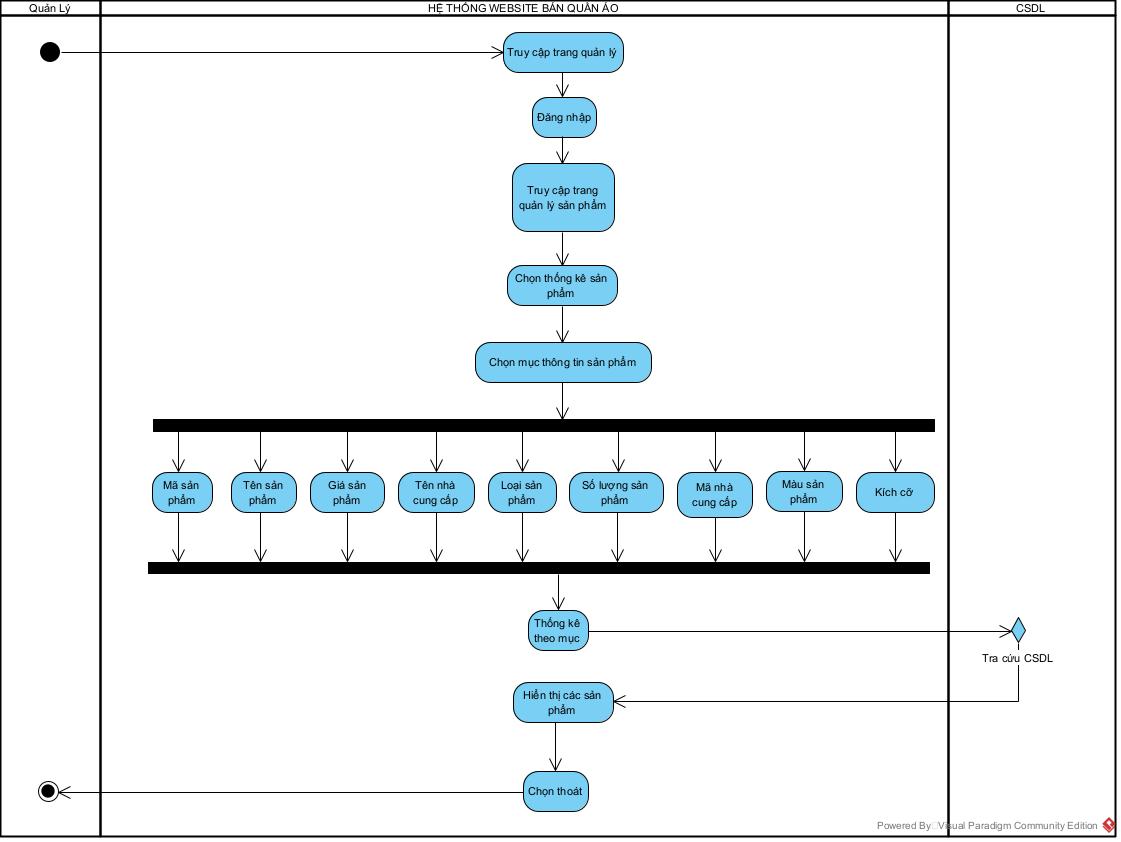 Quản Lý
HỆ THỐNG WEBSITE BÁN QUẦN ÁO
CSDL
Truy cập trang quản lý
Đăng nhập
Truy cập trang
quản lý sản phẩm
Chọn thống kê sản
phẩm
Chọn mục thông tin sản phẩm
Mã sản
phẩm
Tên sản
phẩm
Giá sản
phẩm
Tên nhà
cung cấp
Loại sản
phẩm
Số lượng sản
phẩm
Mã nhà
cung cấp
Màu sản
phẩm
Kích cỡ
Thống kê
theo mục
Tra cứu CSDL
Hiển thị các sản
phẩm
Chọn thoát
Powered By Visual Paradigm Community Edition